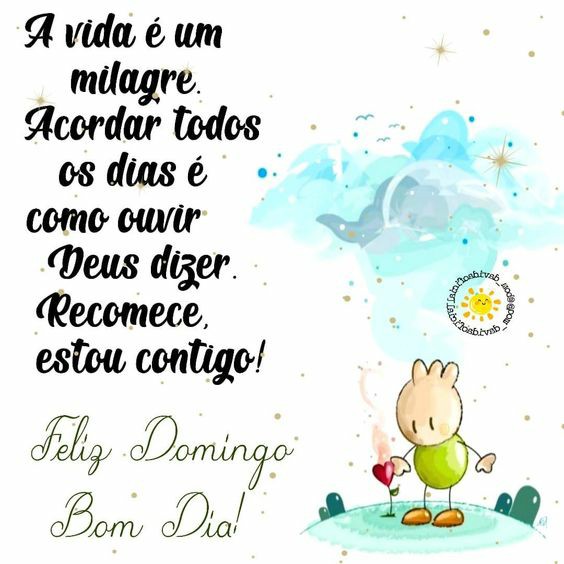 A vida é um
milagre.
Acordar todos
os dias é
como ouvir
Deus dizer.
Recomece,
estou contigo!
Feliz Domingo
Bom Dia!